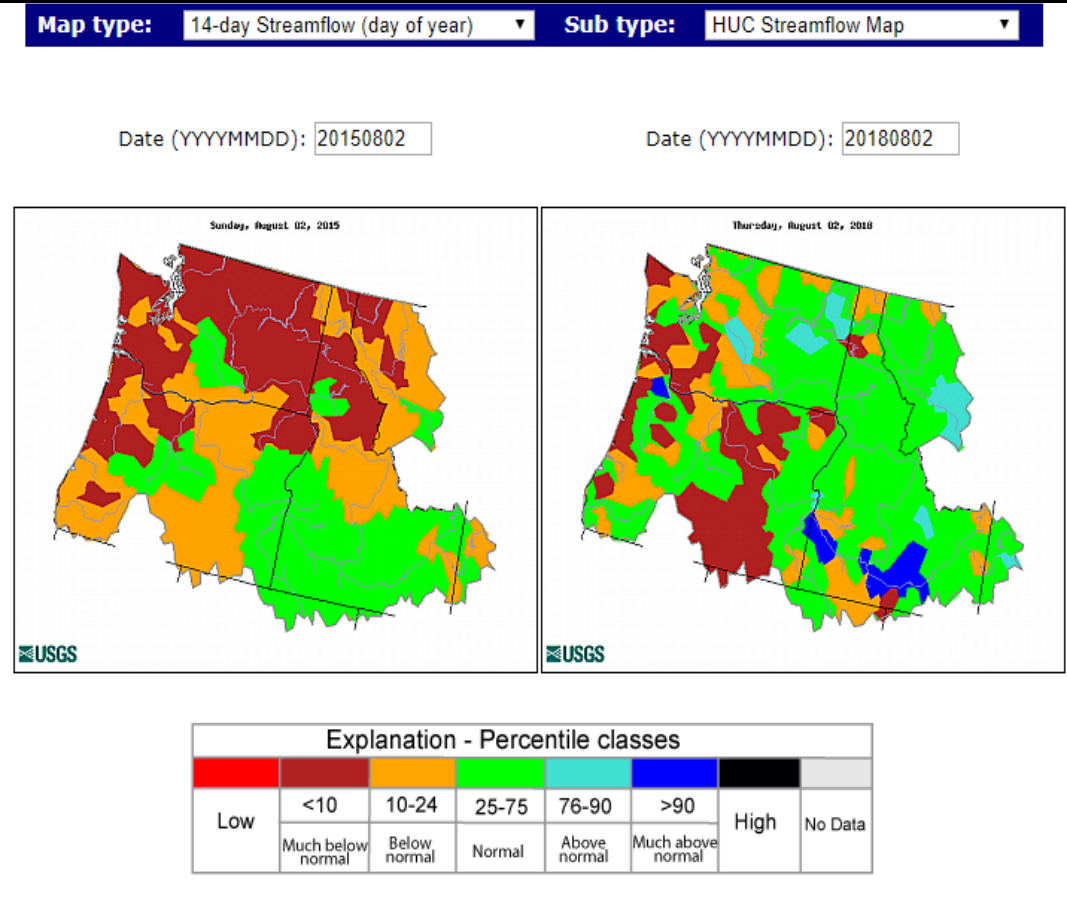 Map type: 14-day Streamflow (day of year) Sub type: HUC Streamflow Map
Date (YYYYMMDD): 20150802 Date (YYYYMMDD): 20180802
Sunday, August 02, 2015 Thursday, August 02, 2018
USGS USGS
Explanation - Percentile classes
Low <10 10-24 25-75 76-90 >90 High No Data
Much below normal Below normal Normal Above normal Much above normal